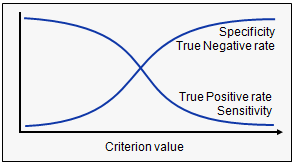 Specificity
True Negative rate
True Positive rate
Sensitivity
Criterion value